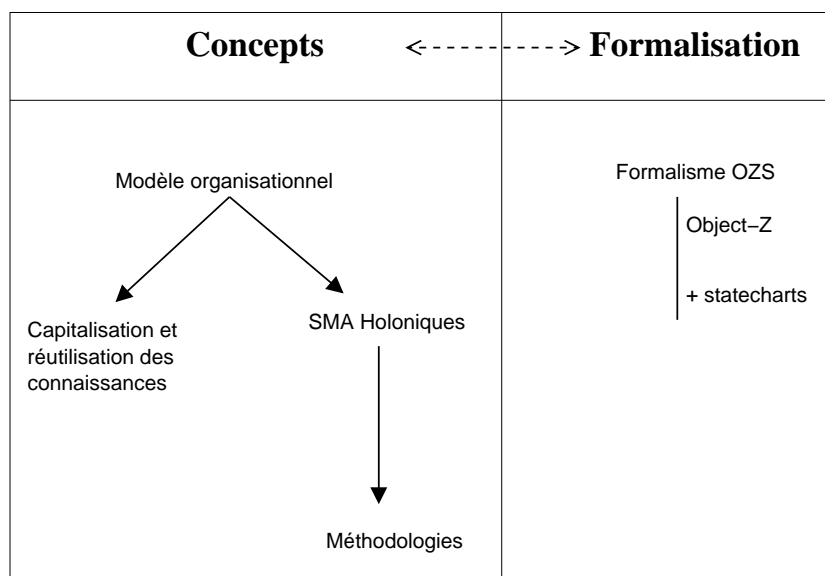 Concepts
Formalisation
Modèle organisationnel
Capitalisation et
réutilisation des
connaissances
SMA Holoniques
Méthodologies
Formalisme OZS
Object−Z
+ statecharts